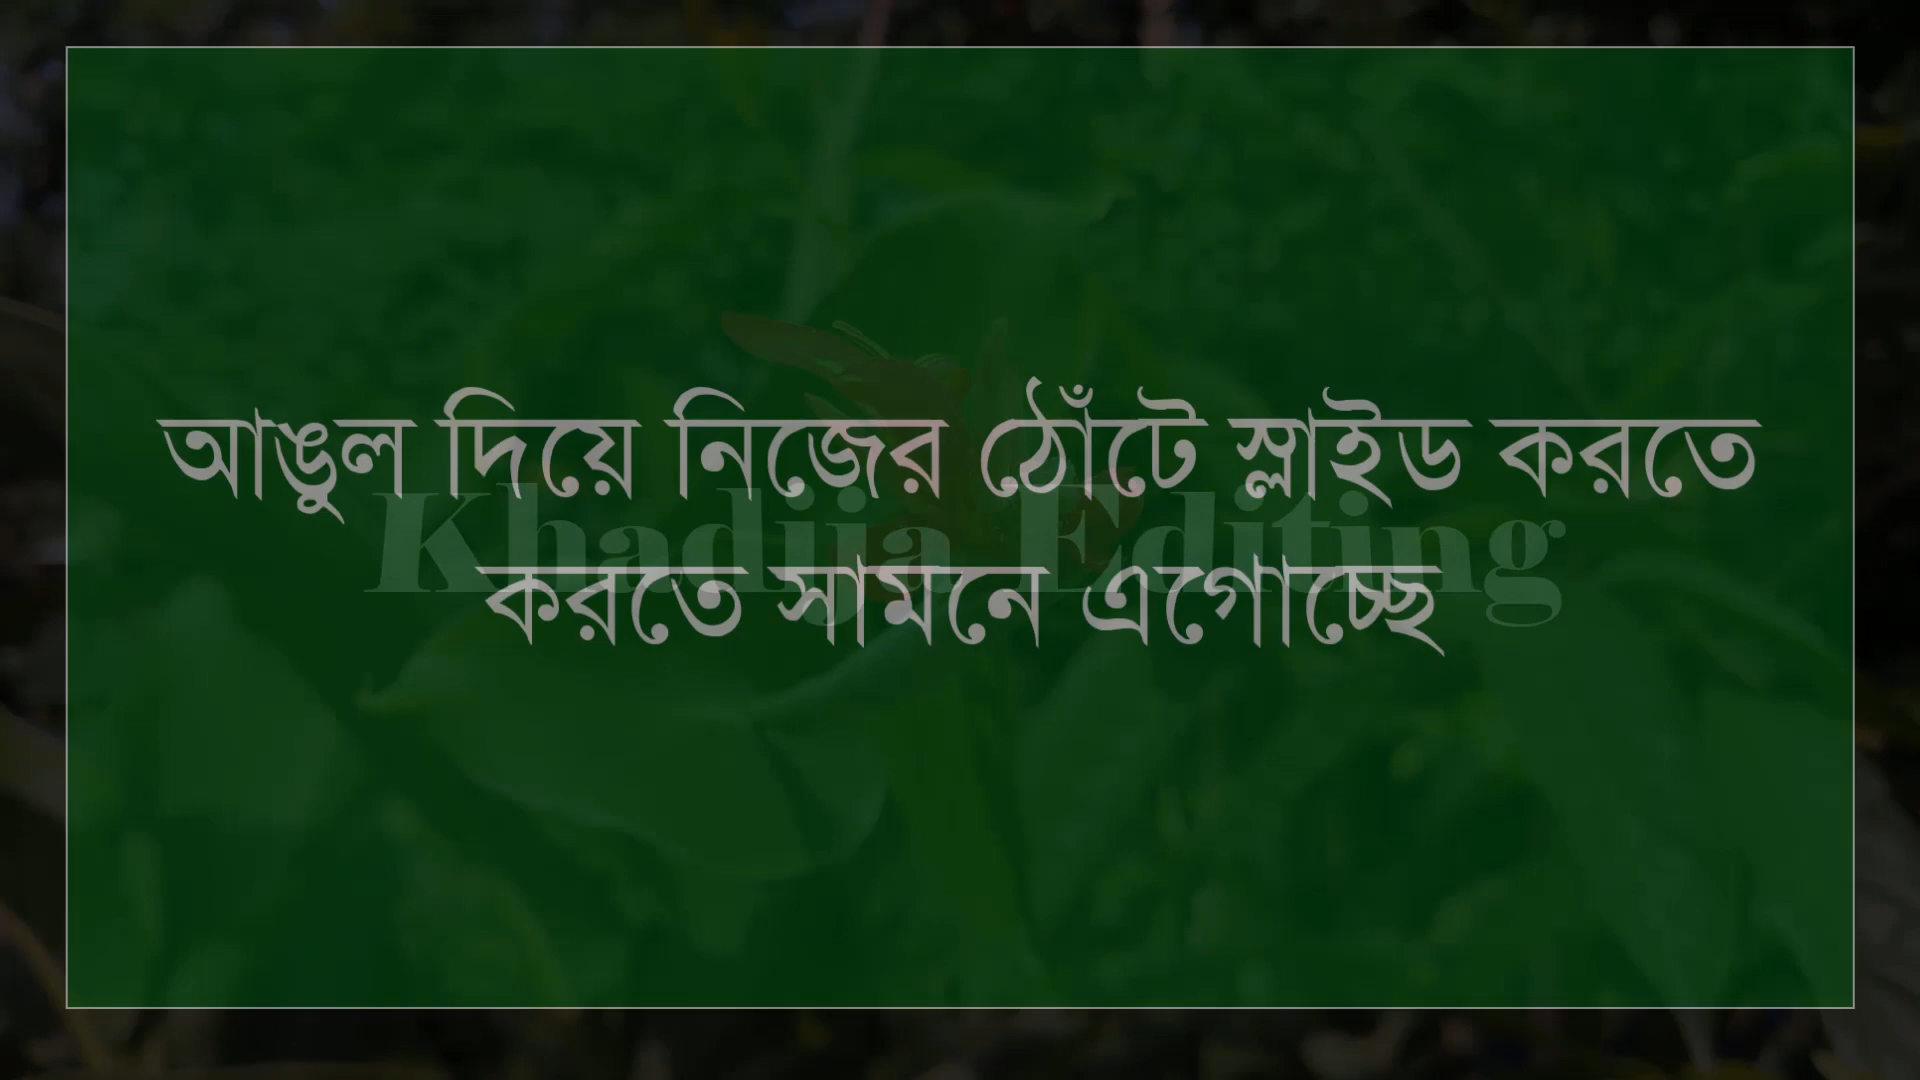 আঙুল দিয়ে নিজের ঠোঁটে স্লাইড করতে
Khadija Editing
করতে সামনে এগোচ্ছে